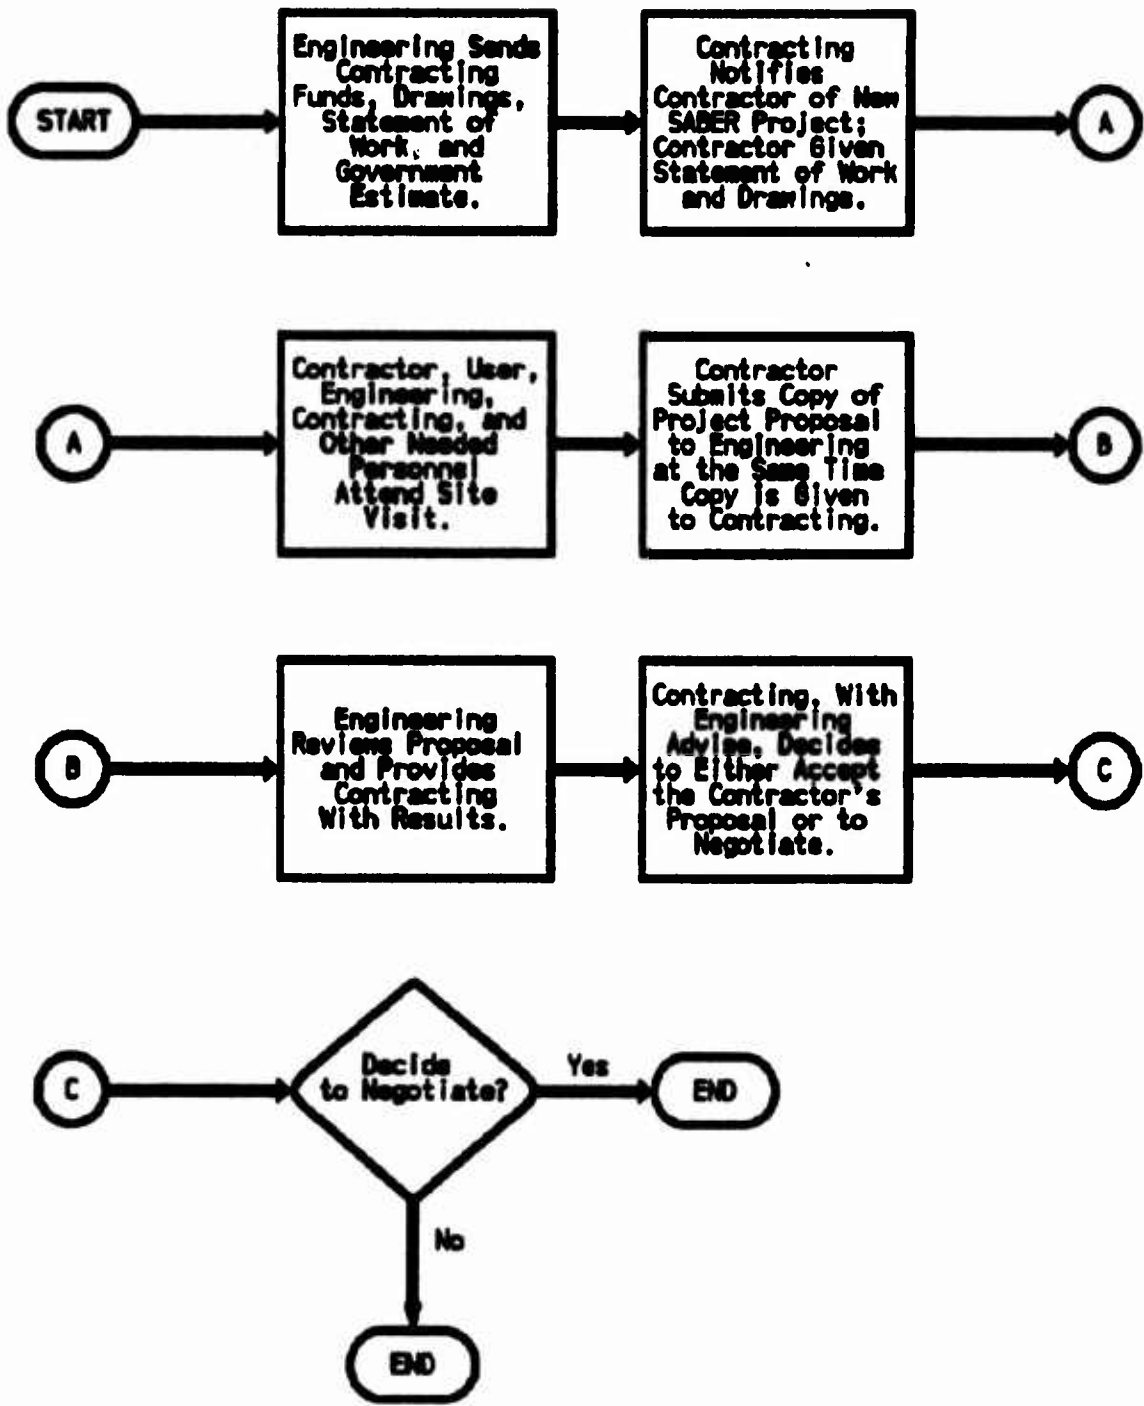 START
Engineering Sends
Contracting
Funds, Drawings,
Statement of
Work, and
Government
Estimate.
Contracting
Notifies
Contractor of New
SABER Project;
Contractor Given
Statement of Work
and Drawings.
A
A
Contractor, User,
Engineering,
Contracting, and
Other Needed
Personnel
Attend Site
Visit.
Contractor
Submits Copy of
Project Proposal
to Engineering
at the Same Time
Copy is Given
to Contracting.
B
B
Engineering
Reviews Proposal
and Provides
Contracting
With Results.
Contracting, With
Engineering
Advise, Decides
to Either Accept
the Contractor's
Proposal or to
Negotiate.
C
C
Decide
to Negotiate?
Yes
END
No
END